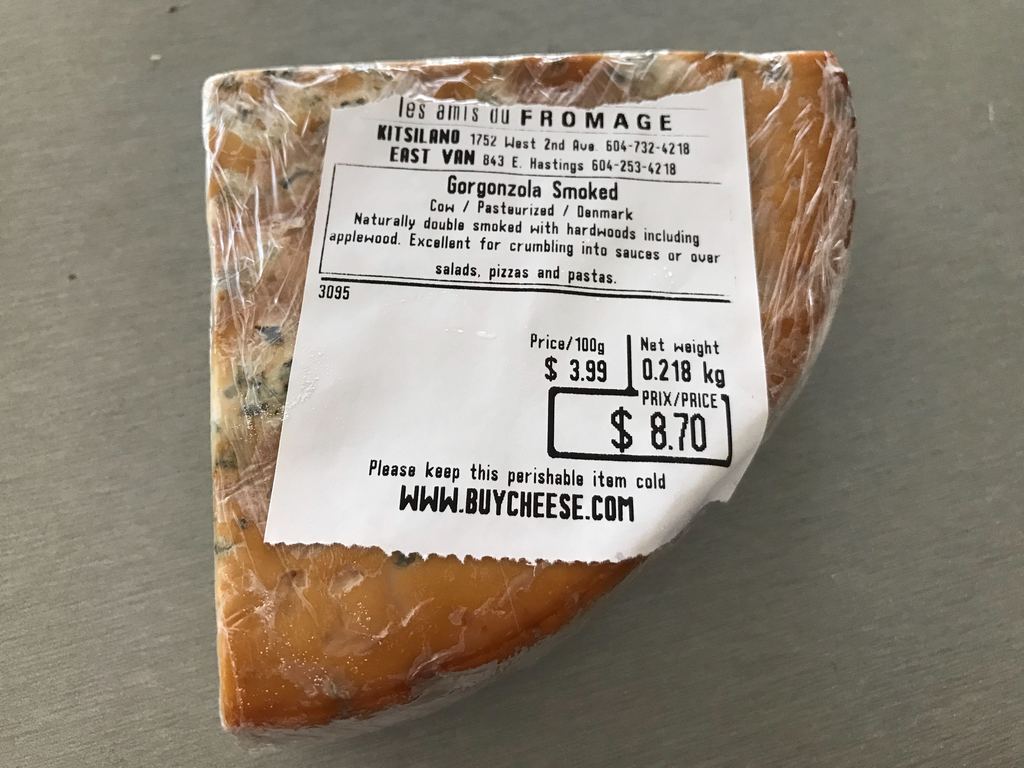 les amis du FROMAGE
KITSILANO 1752 West 2nd Ave. 604-732-4218
EAST VAN 843 E. Hastings 604-253-4218
Gorgonzola Smoked
Cow / Pasteurized / Denmark
Naturally double smoked with hardwoods including
applewood. Excellent for crumbling into sauces or over
salads, pizzas and pastas.
3095
Price/100g Net weight
$ 3.99 0.218 kg
PRIX/PRICE
$ 8.70
Please keep this perishable item cold
WWW.BUYCHEESE.COM